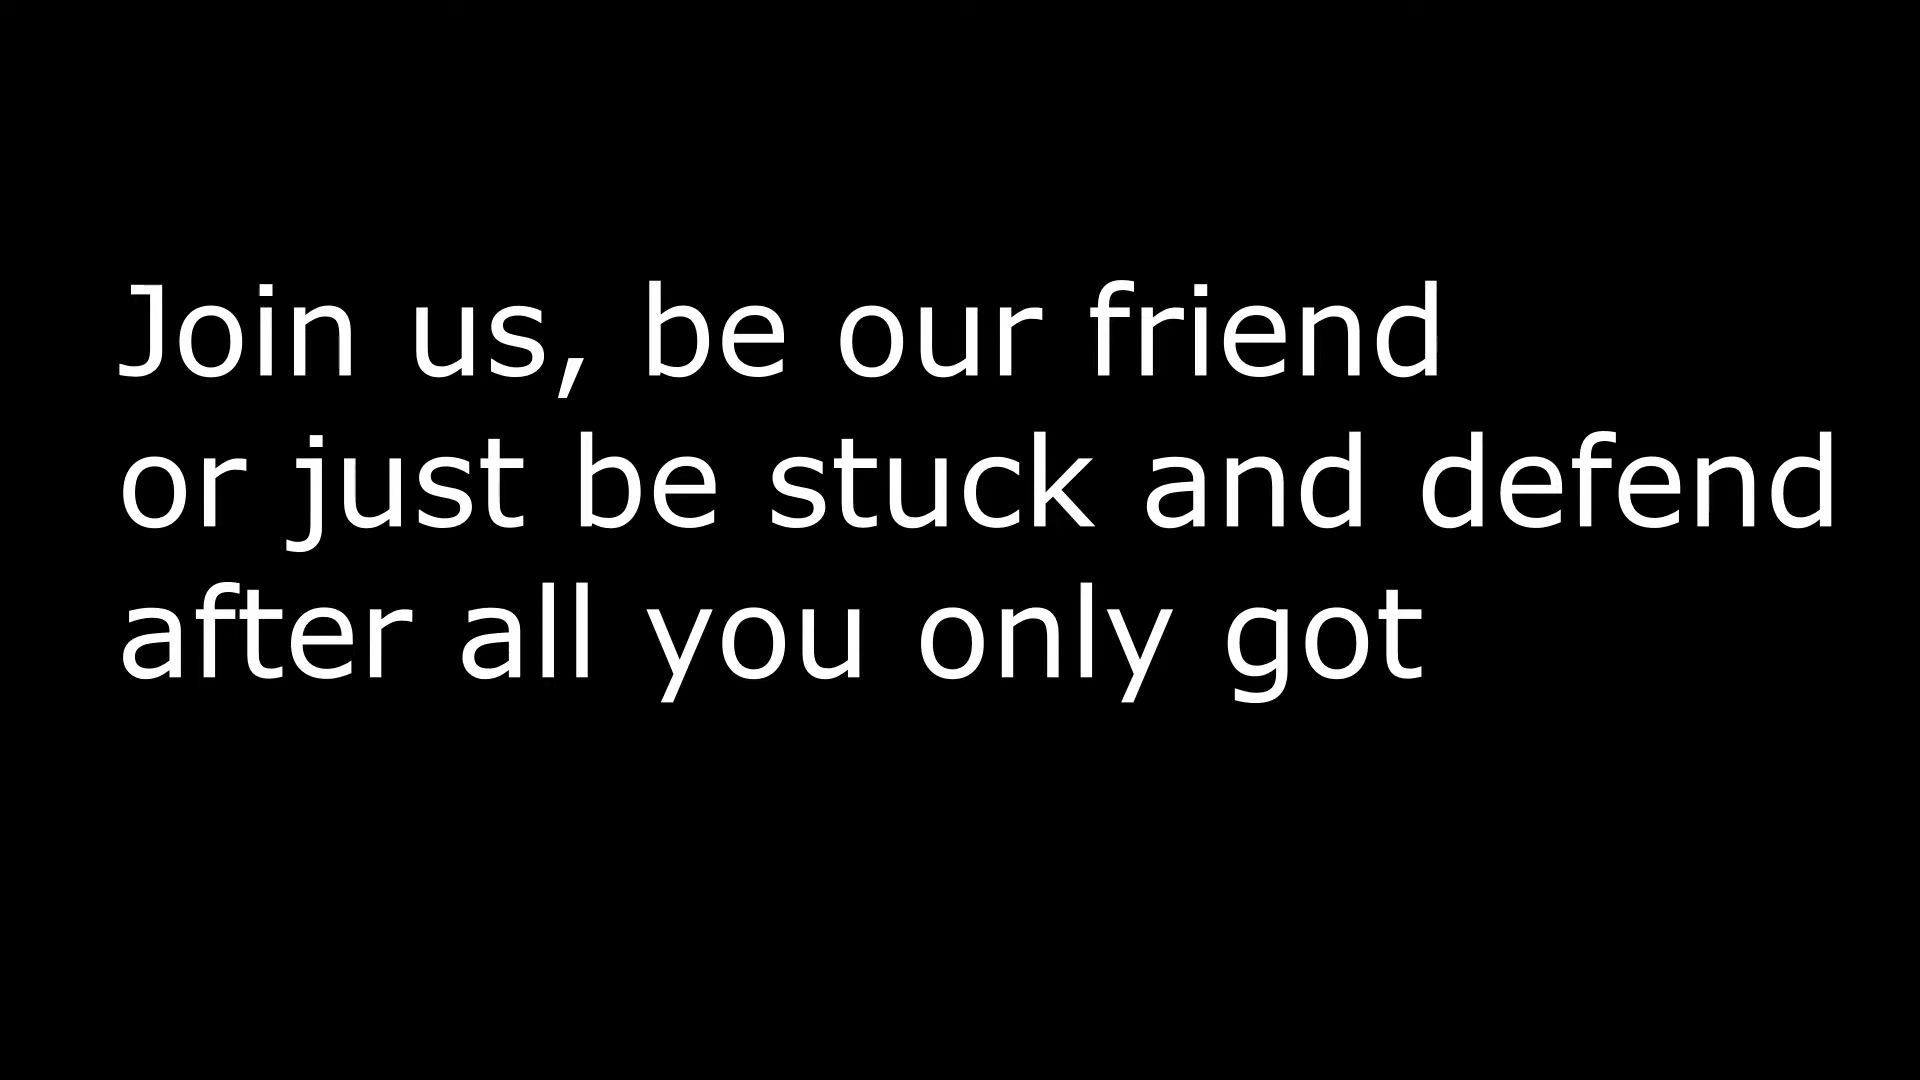 Join us, be our friend
or just be stuck and defend
after all you only got